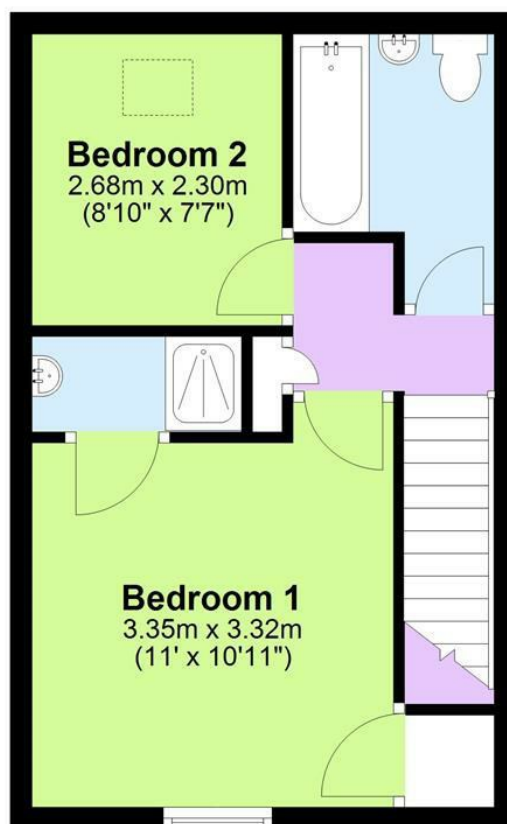 Bedroom 2
2.68m x 2.30m
(8'10" x 7'7")
Bedroom 1
3.35m x 3.32m
(11' x 10'11")